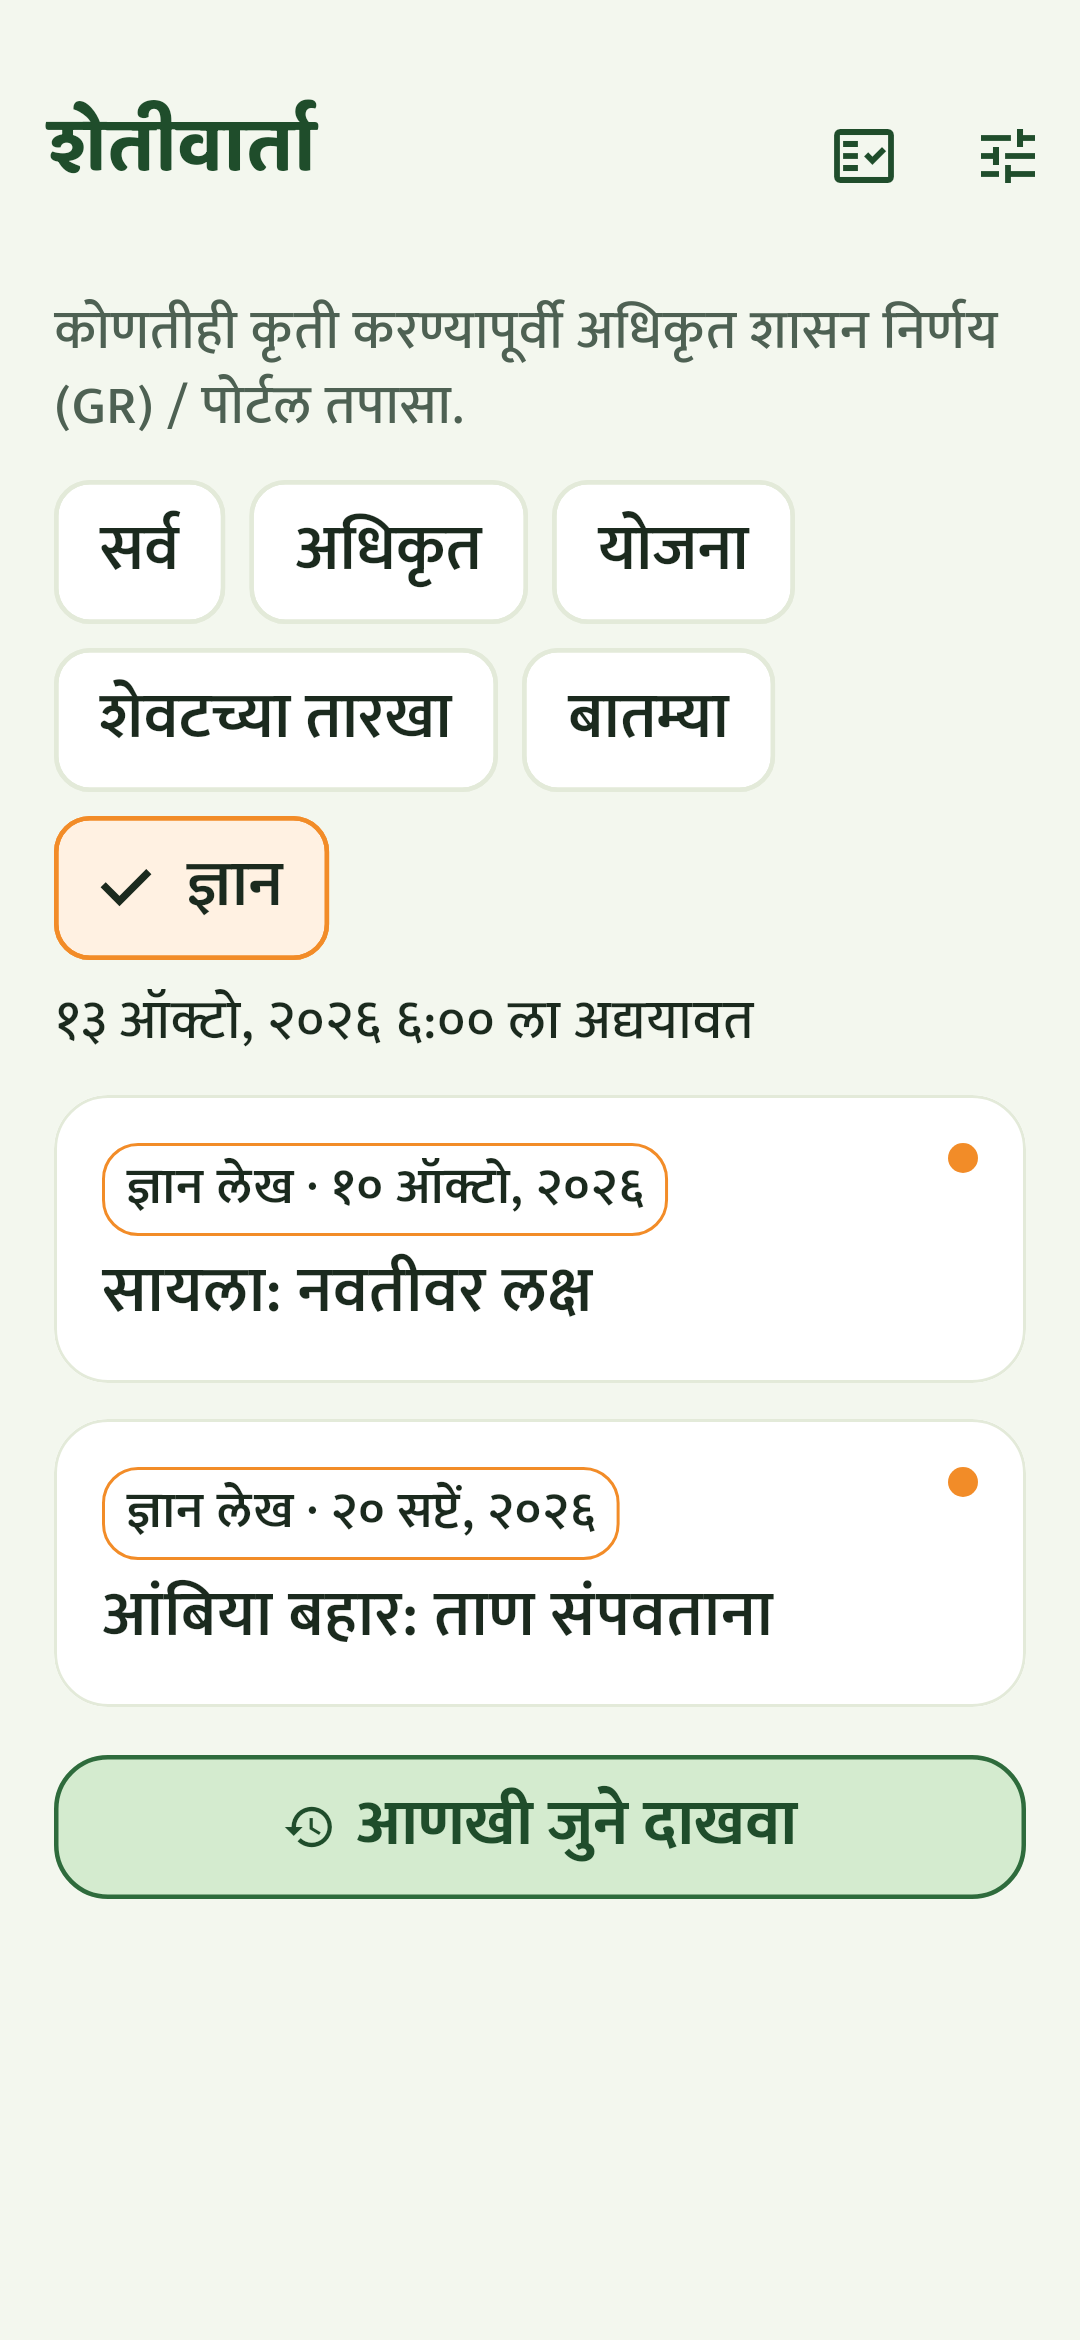 शेतीवार्ता
कोणतीही कृती करण्यापूर्वी अधिकृत शासन निर्णय
(GR) / पोर्टल तपासा.
सर्व
अधिकृत
योजना
शेवटच्या तारखा
बातम्या
ज्ञान
१३ ऑक्टो, २०२६ ६:०० ला अद्ययावत
ज्ञान लेख · १० ऑक्टो, २०२६
सायला: नवतीवर लक्ष
ज्ञान लेख · २० सप्टें, २०२६
आंबिया बहार: ताण संपवताना
आणखी जुने दाखवा